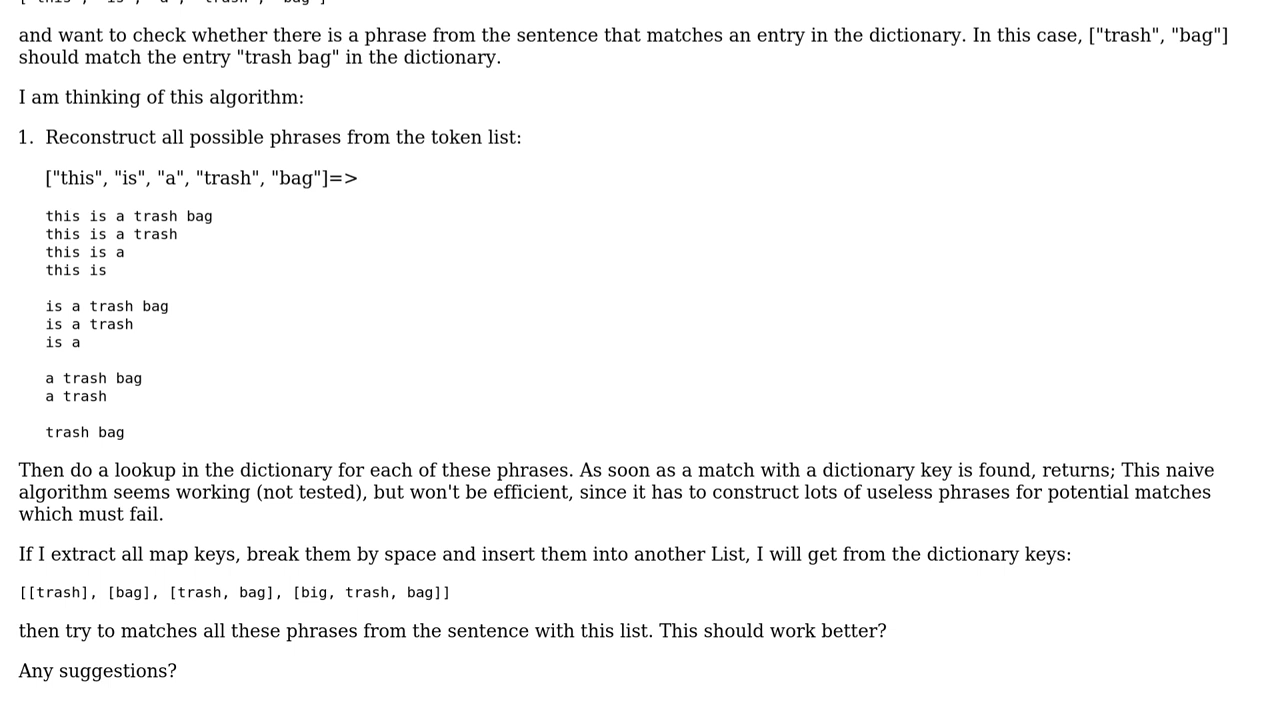 ["this", "is", "a", "trash", "bag"]
and want to check whether there is a phrase from the sentence that matches an entry in the dictionary. In this case, ["trash", "bag"]
should match the entry "trash bag" in the dictionary.
I am thinking of this algorithm:
1. Reconstruct all possible phrases from the token list:
["this", "is", "a", "trash", "bag"]=>
this is a trash bag
this is a trash
this is a
this is
is a trash bag
is a trash
is a
a trash bag
a trash
trash bag
Then do a lookup in the dictionary for each of these phrases. As soon as a match with a dictionary key is found, returns; This naive
algorithm seems working (not tested), but won't be efficient, since it has to construct lots of useless phrases for potential matches
which must fail.
If I extract all map keys, break them by space and insert them into another List, I will get from the dictionary keys:
[[trash], [bag], [trash, bag], [big, trash, bag]]
then try to matches all these phrases from the sentence with this list. This should work better?
Any suggestions?